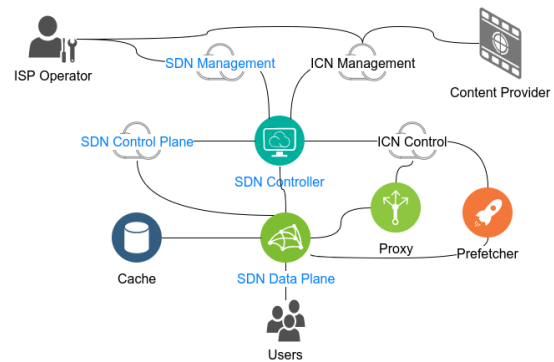 SDN Management
ICN Management
ISP Operator
Content Provider
SDN Control Plane
ICN Control
SDN Controller
Proxy
Prefetcher
Cache
SDN Data Plane
Users